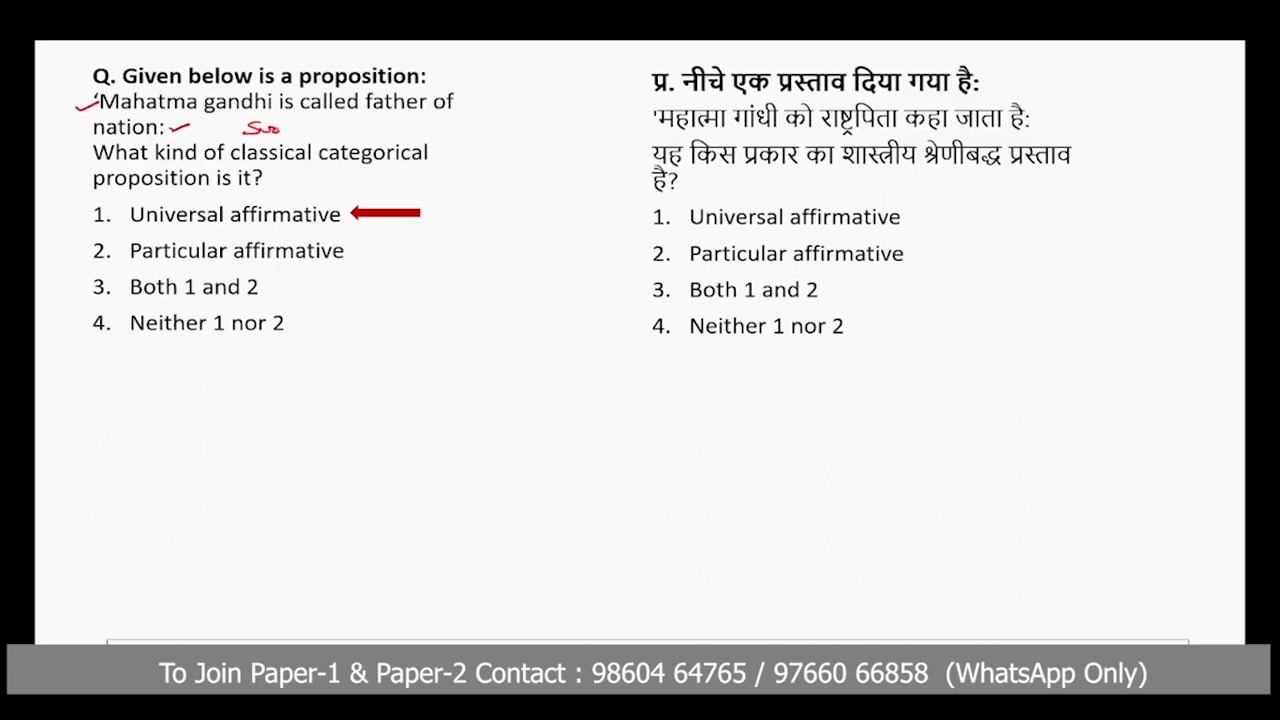 Q. Given below is a proposition:
‘Mahatma gandhi is called father of
nation:
What kind of classical categorical
proposition is it?
1. Universal affirmative
2. Particular affirmative
3. Both 1 and 2
4. Neither 1 nor 2
प्र. नीचे एक प्रस्ताव दिया गया है:
'महात्मा गांधी को राष्ट्रपिता कहा जाता है:
यह किस प्रकार का शास्त्रीय श्रेणीबद्ध प्रस्ताव
है?
1. Universal affirmative
2. Particular affirmative
3. Both 1 and 2
4. Neither 1 nor 2
To Join Paper-1 & Paper-2 Contact : 98604 64765 / 97660 66858 (WhatsApp Only)